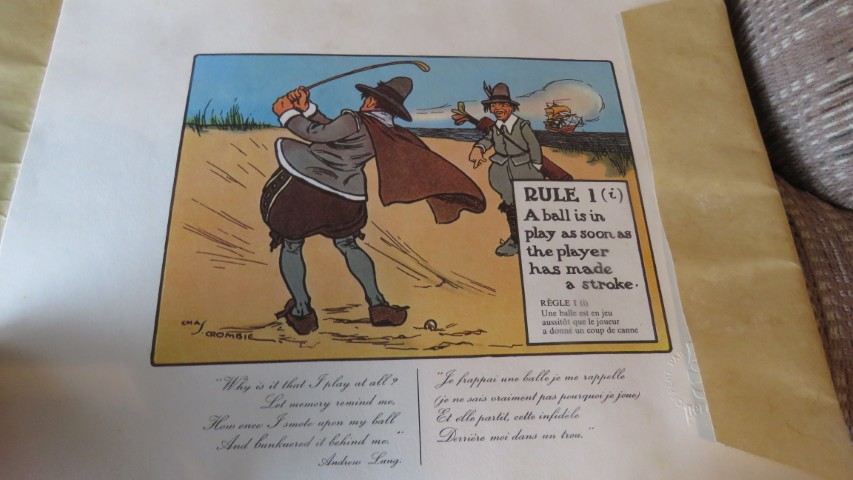 RULE 1 (i)
A ball is in
play as soon as
the player
has made
a stroke.
RÈGLE 1 (i)
Une balle est en jeu
aussitôt que le joueur
a donné un coup de canne
CHAS.
CROMBIE
"Why is it that I play at all?
Let memory remind me,
How once I smote upon my ball
And bunkered it behind me."
Andrew Lang.
"Je frappai une balle je me rappelle
(je ne sais vraiment pas pourquoi je joue)
Et elle partit, cette infidèle
Derrière moi dans un trou."